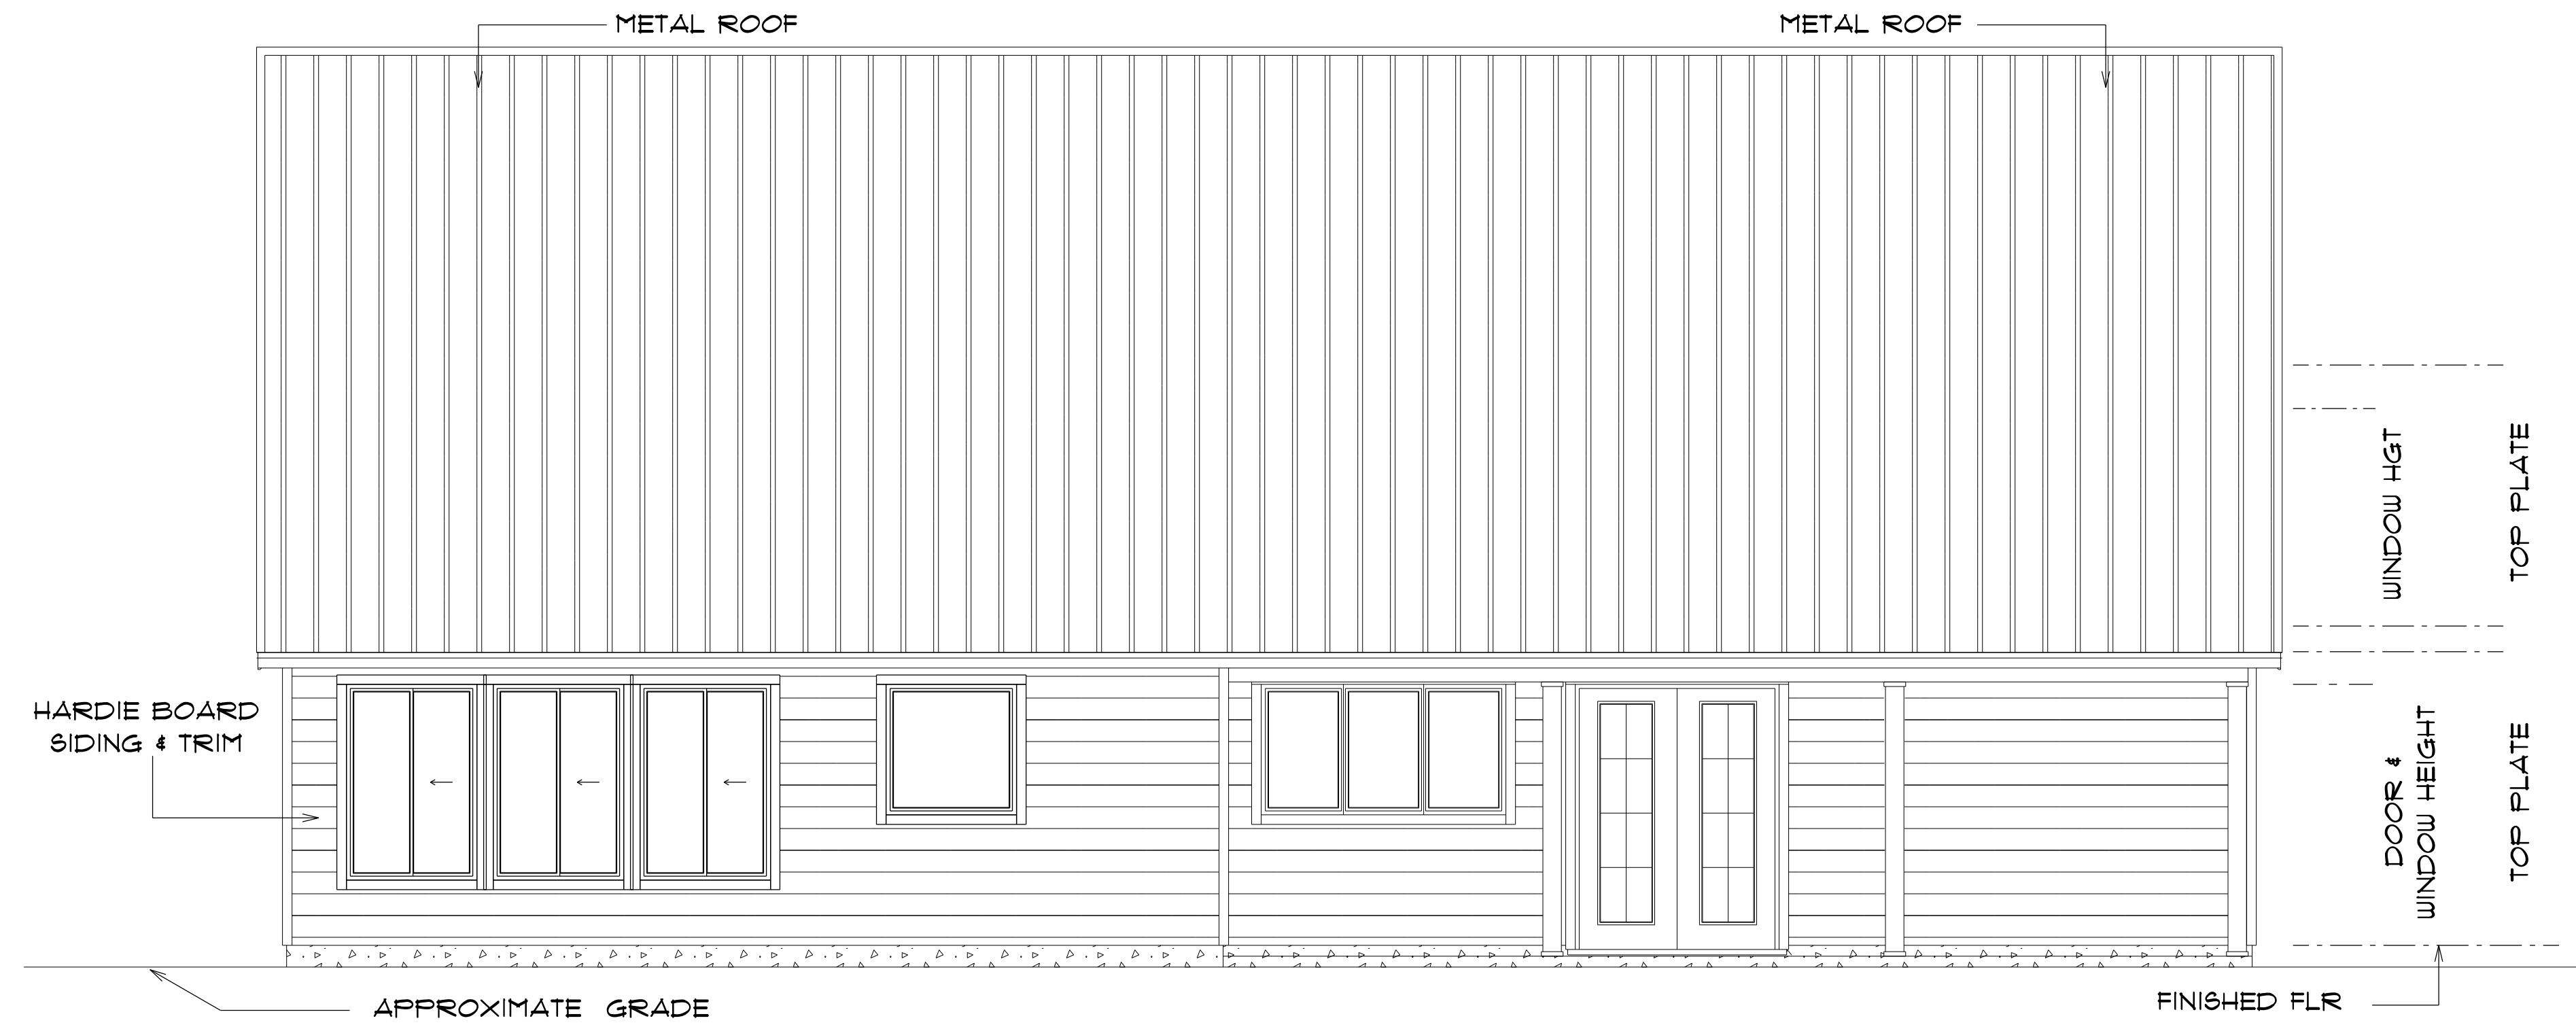 METAL ROOF
METAL ROOF
WINDOW HGT
TOP PLATE
HARDIE BOARD
SIDING & TRIM
DOOR &
WINDOW HEIGHT
TOP PLATE
APPROXIMATE GRADE
FINISHED FLR